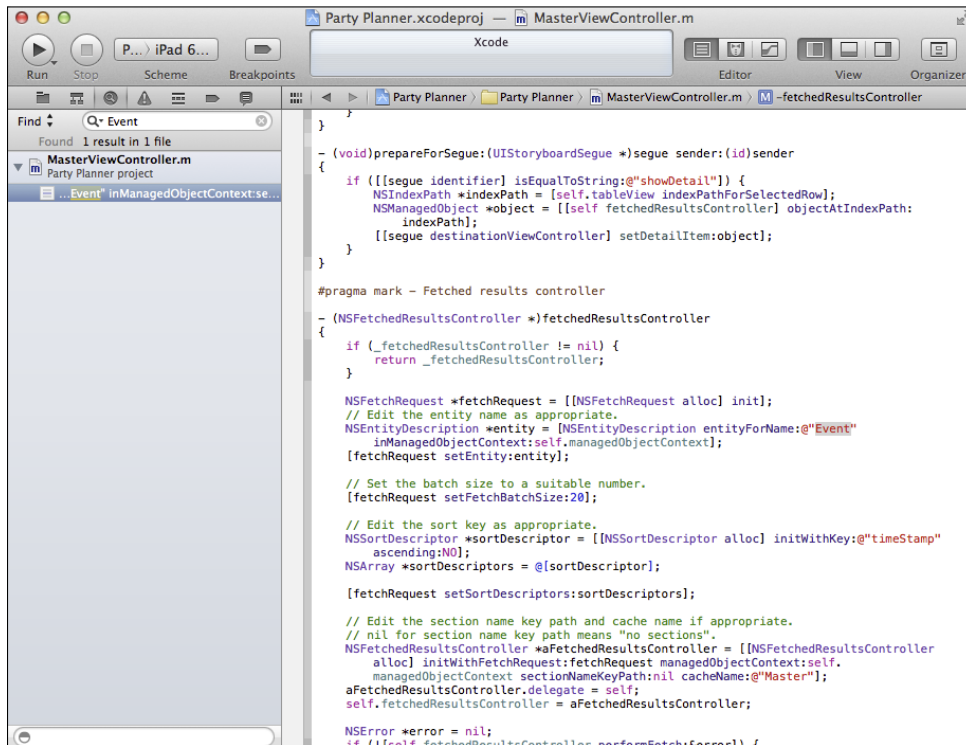 Party Planner.xcodeproj — m MasterViewController.m
Xcode
P...〉iPad 6...
Run Stop Scheme Breakpoints Editor View Organizer
Party Planner 〉 Party Planner 〉 m MasterViewController.m 〉 M -fetchedResultsController
Find Event
Found 1 result in 1 file
MasterViewController.m
Party Planner project
...Event" inManagedObjectContext:se...
}
}
- (void)prepareForSegue:(UIStoryboardSegue *)segue sender:(id)sender
{
if ([[segue identifier] isEqualToString:@"showDetail"]) {
NSIndexPath *indexPath = [self.tableView indexPathForSelectedRow];
NSManagedObject *object = [[self fetchedResultsController] objectAtIndexPath:
indexPath];
[[segue destinationViewController] setDetailItem:object];
}
}
#pragma mark - Fetched results controller
- (NSFetchedResultsController *)fetchedResultsController
{
if (_fetchedResultsController != nil) {
return _fetchedResultsController;
}
NSFetchRequest *fetchRequest = [[NSFetchRequest alloc] init];
// Edit the entity name as appropriate.
NSEntityDescription *entity = [NSEntityDescription entityForName:@"Event"
inManagedObjectContext:self.managedObjectContext];
[fetchRequest setEntity:entity];
// Set the batch size to a suitable number.
[fetchRequest setFetchBatchSize:20];
// Edit the sort key as appropriate.
NSSortDescriptor *sortDescriptor = [[NSSortDescriptor alloc] initWithKey:@"timeStamp"
ascending:NO];
NSArray *sortDescriptors = @[sortDescriptor];
[fetchRequest setSortDescriptors:sortDescriptors];
// Edit the section name key path and cache name if appropriate.
// nil for section name key path means "no sections".
NSFetchedResultsController *aFetchedResultsController = [[NSFetchedResultsController
alloc] initWithFetchRequest:fetchRequest managedObjectContext:self.
managedObjectContext sectionNameKeyPath:nil cacheName:@"Master"];
aFetchedResultsController.delegate = self;
self.fetchedResultsController = aFetchedResultsController;
NSError *error = nil;
if (![self.fetchedResultsController performFetch:&error]) {